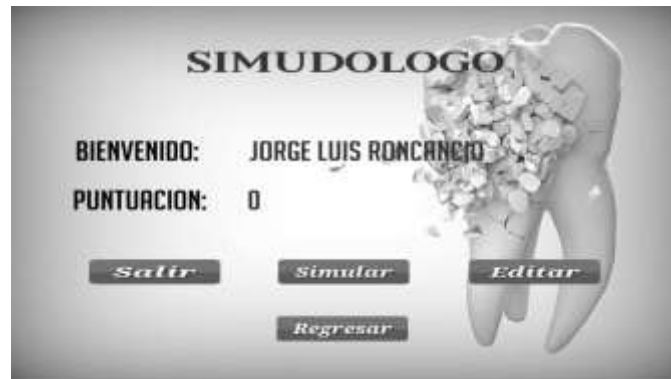 SIMUDOLOGO
BIENVENIDO: JORGE LUIS RONCANCIO
PUNTUACION: 0
Salir Simular Editar
Regresar